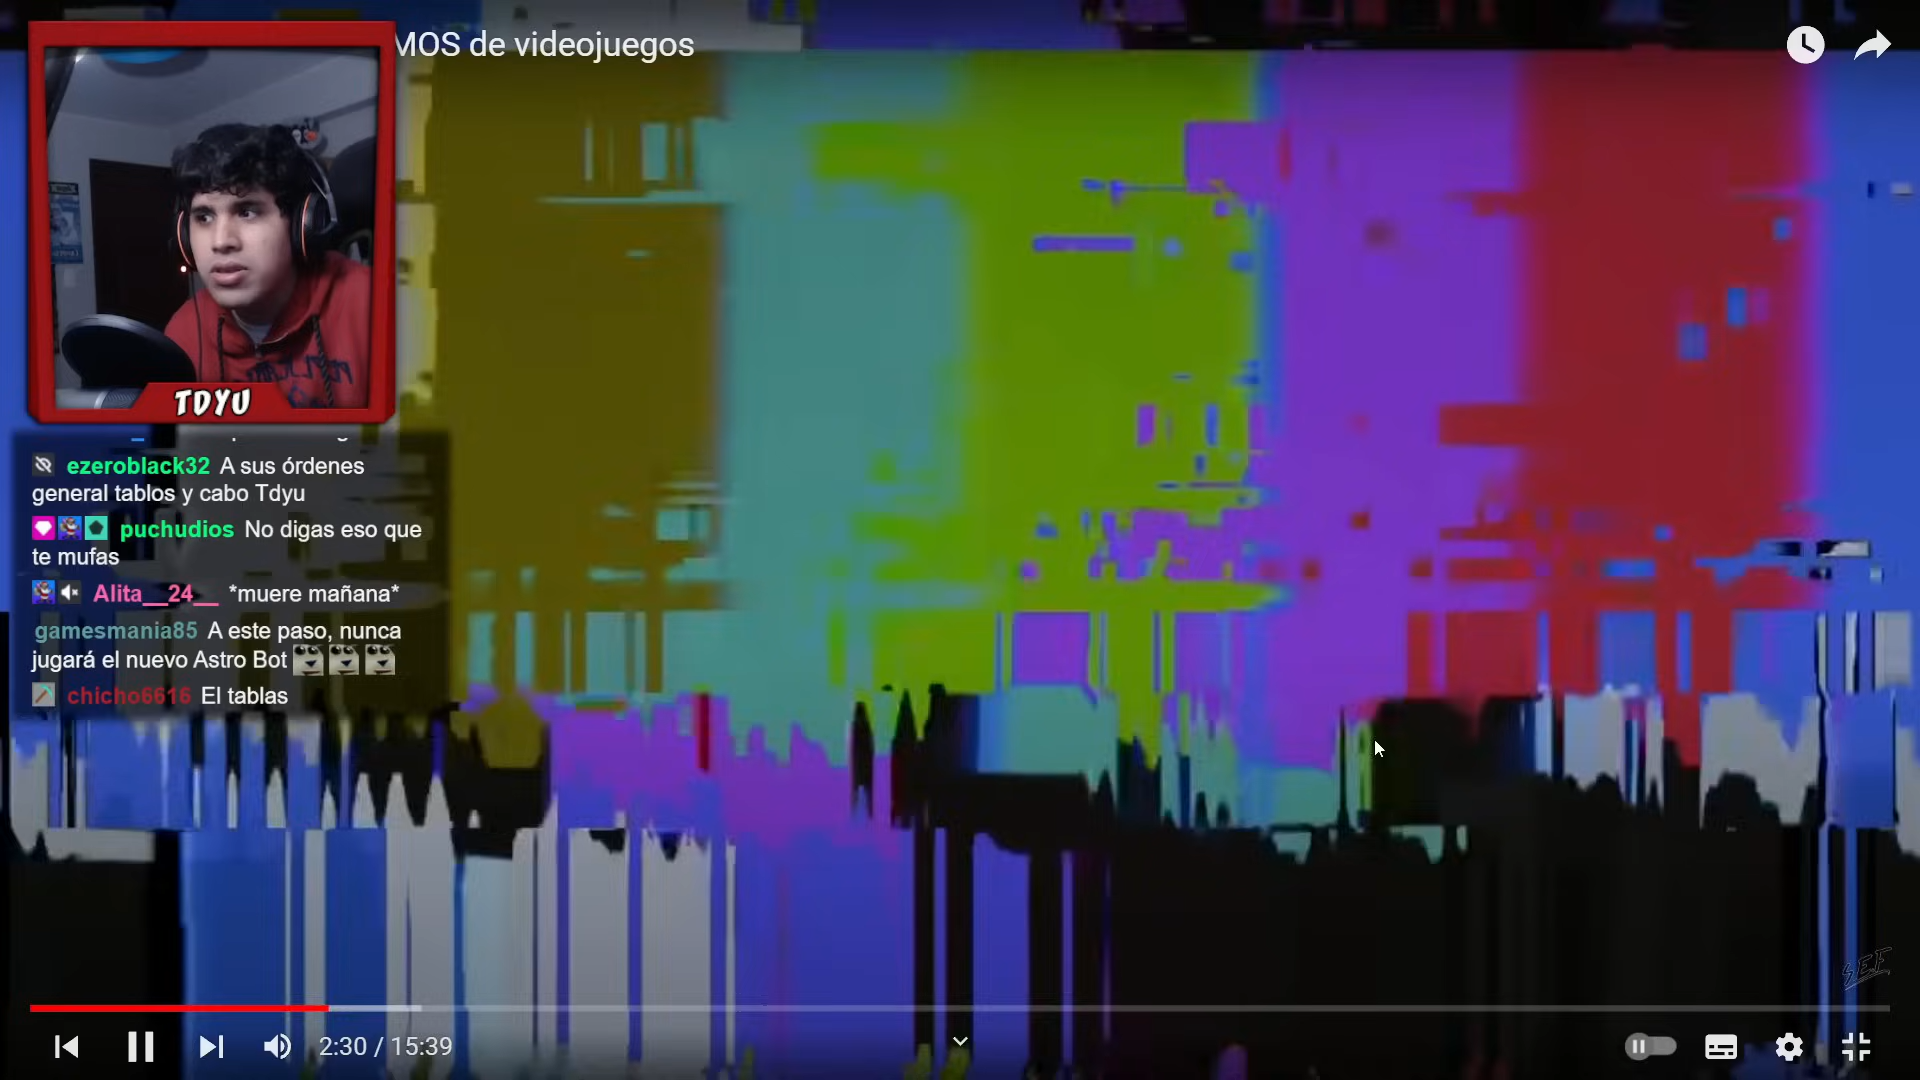 MOS de videojuegos
TDYU
ezeroblack32 A sus órdenes
general tablos y cabo Tdyu
puchudios No digas eso que
te mufas
Alita__24__ *muere mañana*
gamesmania85 A este paso, nunca
jugará el nuevo Astro Bot
chicho6616 El tablas
2:30 / 15:39